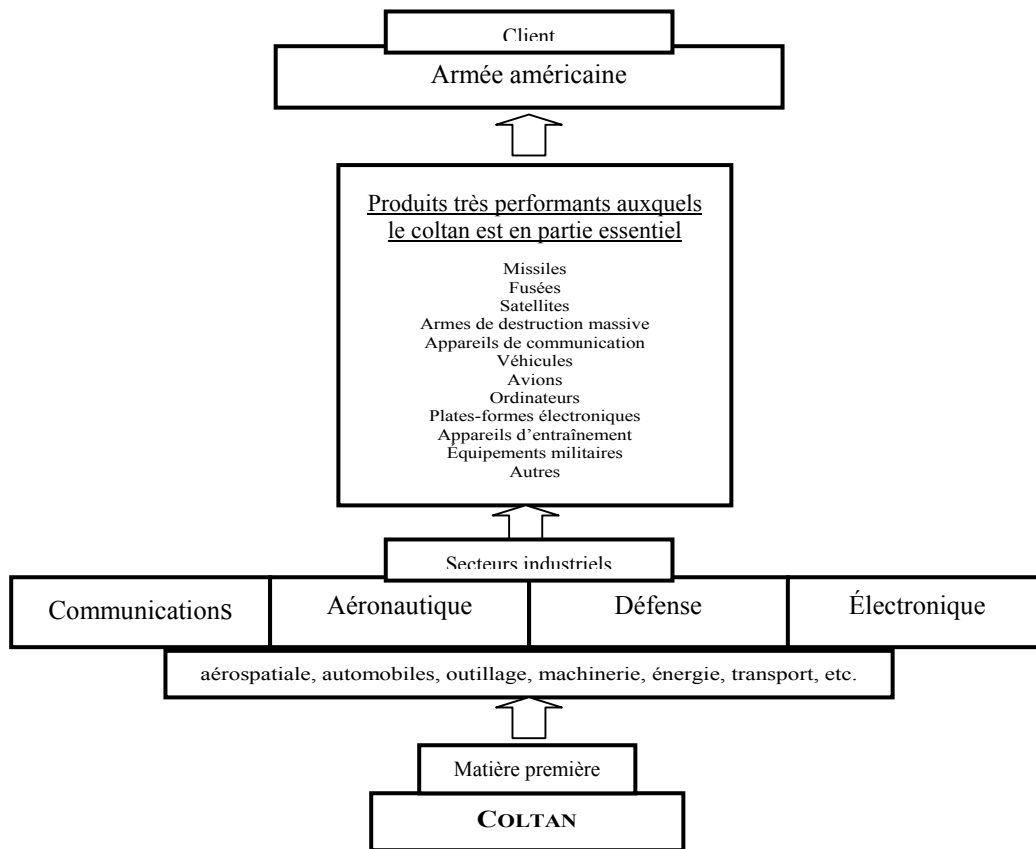 Client
Armée américaine
Produits très performants auxquels
le coltan est en partie essentiel
Missiles
Fusées
Satellites
Armes de destruction massive
Appareils de communication
Véhicules
Avions
Ordinateurs
Plates-formes électroniques
Appareils d’entraînement
Équipements militaires
Autres
Secteurs industriels
Communications
Aéronautique
Défense
Électronique
aérospatiale, automobiles, outillage, machinerie, énergie, transport, etc.
Matière première
COLTAN